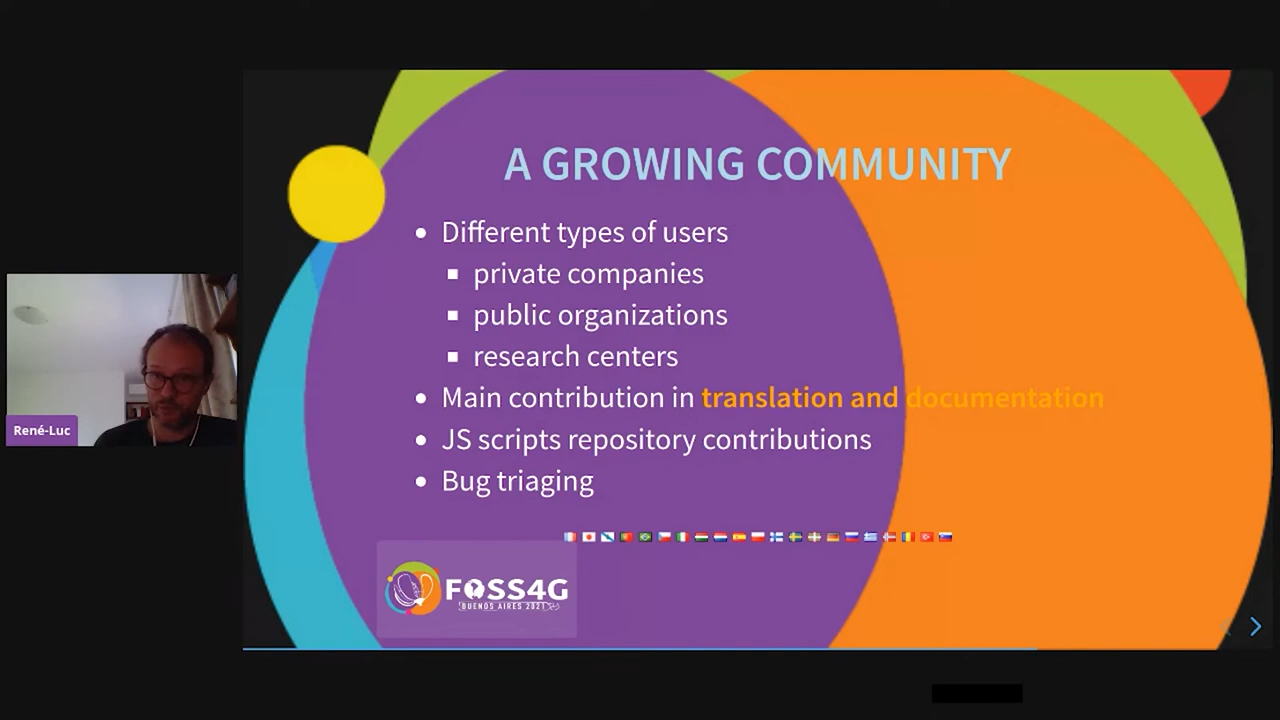 A GROWING COMMUNITY
Different types of users
private companies
public organizations
research centers
Main contribution in translation and documentation
JS scripts repository contributions
Bug triaging
René-Luc
FOSS4G
BUENOS AIRES 2021